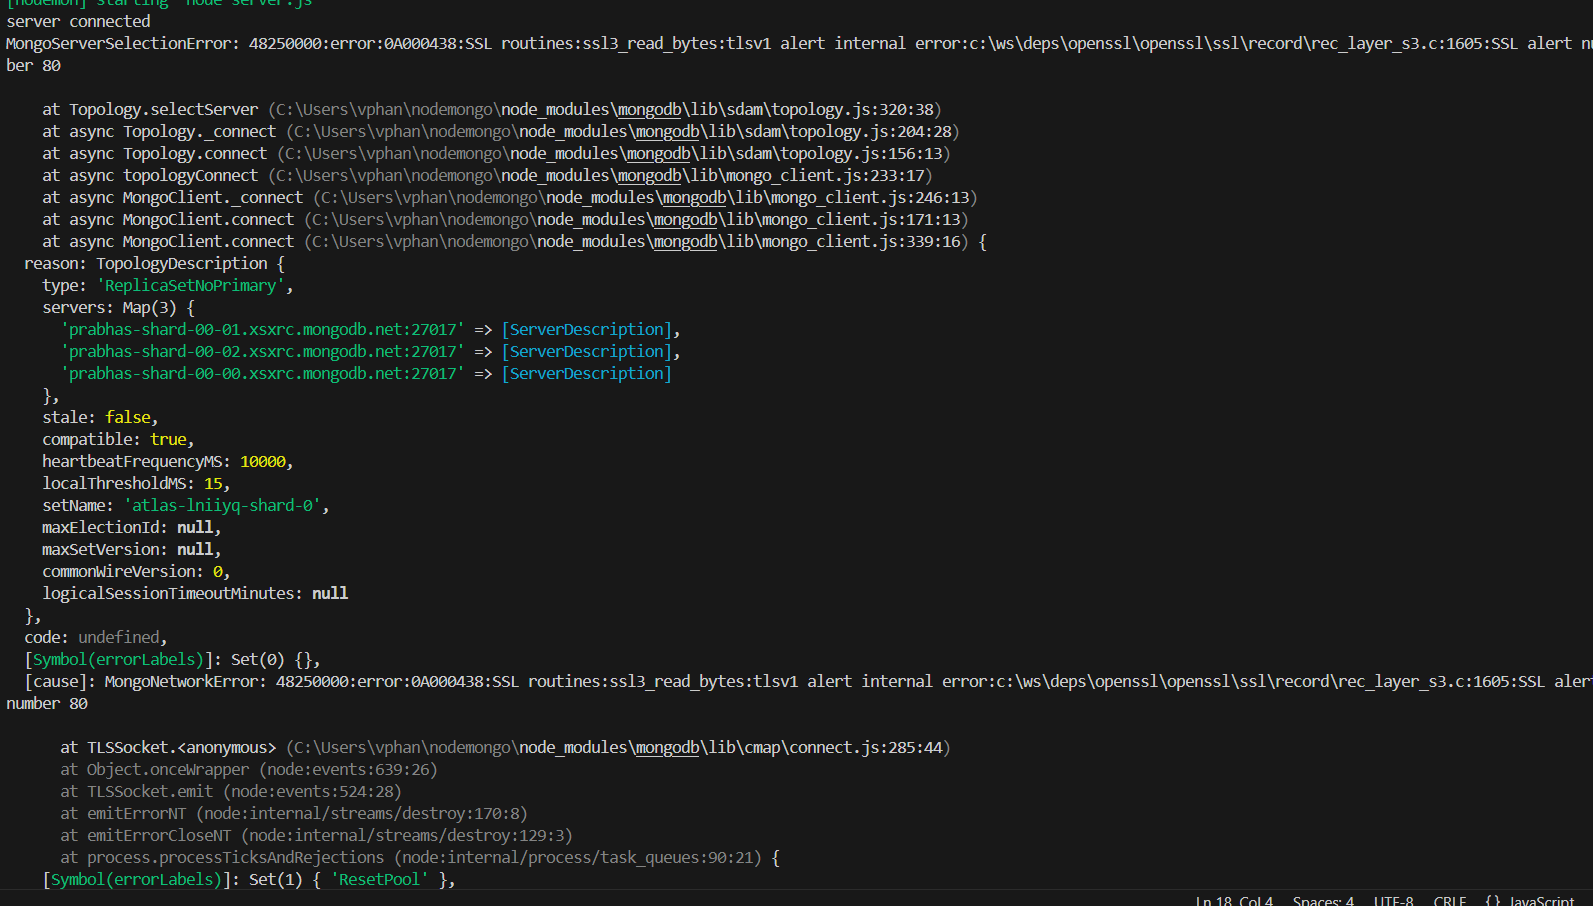 [nodemon] starting `node server.js`
server connected
MongoServerSelectionError: 48250000:error:0A000438:SSL routines:ssl3_read_bytes:tlsv1 alert internal error:c:\ws\deps\openssl\openssl\ssl\record\rec_layer_s3.c:1605:SSL alert nu
ber 80
at Topology.selectServer (C:\Users\vphan\nodemongo\node_modules\mongodb\lib\sdam\topology.js:320:38)
at async Topology._connect (C:\Users\vphan\nodemongo\node_modules\mongodb\lib\sdam\topology.js:204:28)
at async Topology.connect (C:\Users\vphan\nodemongo\node_modules\mongodb\lib\sdam\topology.js:156:13)
at async topologyConnect (C:\Users\vphan\nodemongo\node_modules\mongodb\lib\mongo_client.js:233:17)
at async MongoClient._connect (C:\Users\vphan\nodemongo\node_modules\mongodb\lib\mongo_client.js:246:13)
at async MongoClient.connect (C:\Users\vphan\nodemongo\node_modules\mongodb\lib\mongo_client.js:171:13)
at async MongoClient.connect (C:\Users\vphan\nodemongo\node_modules\mongodb\lib\mongo_client.js:339:16) {
reason: TopologyDescription {
type: 'ReplicaSetNoPrimary',
servers: Map(3) {
'prabhas-shard-00-01.xsxrc.mongodb.net:27017' => [ServerDescription],
'prabhas-shard-00-02.xsxrc.mongodb.net:27017' => [ServerDescription],
'prabhas-shard-00-00.xsxrc.mongodb.net:27017' => [ServerDescription]
},
stale: false,
compatible: true,
heartbeatFrequencyMS: 10000,
localThresholdMS: 15,
setName: 'atlas-lniiyq-shard-0',
maxElectionId: null,
maxSetVersion: null,
commonWireVersion: 0,
logicalSessionTimeoutMinutes: null
},
code: undefined,
[Symbol(errorLabels)]: Set(0) {},
[cause]: MongoNetworkError: 48250000:error:0A000438:SSL routines:ssl3_read_bytes:tlsv1 alert internal error:c:\ws\deps\openssl\openssl\ssl\record\rec_layer_s3.c:1605:SSL aler
number 80
at TLSSocket.<anonymous> (C:\Users\vphan\nodemongo\node_modules\mongodb\lib\cmap\connect.js:285:44)
at Object.onceWrapper (node:events:639:26)
at TLSSocket.emit (node:events:524:28)
at emitErrorNT (node:internal/streams/destroy:170:8)
at emitErrorCloseNT (node:internal/streams/destroy:129:3)
at process.processTicksAndRejections (node:internal/process/task_queues:90:21) {
[Symbol(errorLabels)]: Set(1) { 'ResetPool' },
Ln 18, Col 4 Spaces: 4 UTF-8 CRLF {} JavaScript